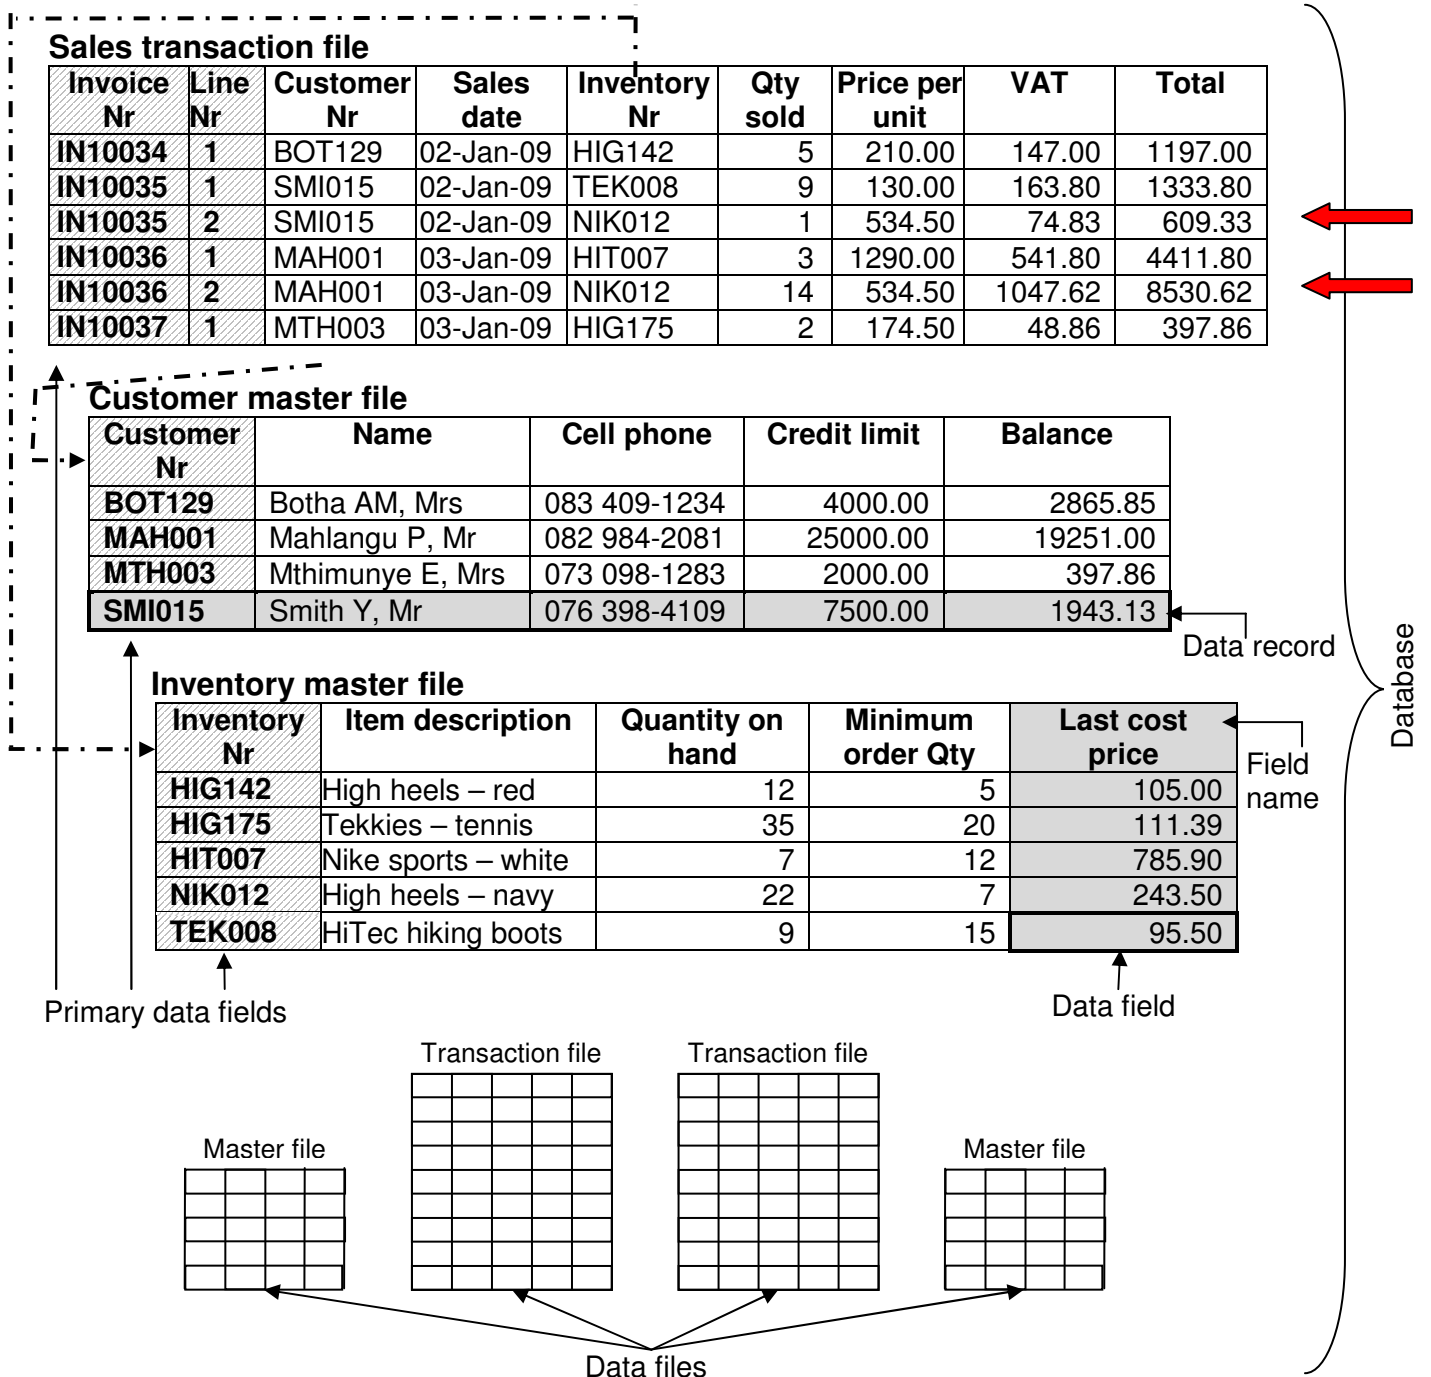 Sales transaction file
Invoice Nr Line Nr Customer Nr Sales date Inventory Nr Qty sold Price per unit VAT Total
IN10034 1 BOT129 02-Jan-09 HIG142 5 210.00 147.00 1197.00
IN10035 1 SMI015 02-Jan-09 TEK008 9 130.00 163.80 1333.80
IN10035 2 SMI015 02-Jan-09 NIK012 1 534.50 74.83 609.33
IN10036 1 MAH001 03-Jan-09 HIT007 3 1290.00 541.80 4411.80
IN10036 2 MAH001 03-Jan-09 NIK012 14 534.50 1047.62 8530.62
IN10037 1 MTH003 03-Jan-09 HIG175 2 174.50 48.86 397.86
Customer master file
Customer Nr Name Cell phone Credit limit Balance
BOT129 Botha AM, Mrs 083 409-1234 4000.00 2865.85
MAH001 Mahlangu P, Mr 082 984-2081 25000.00 19251.00
MTH003 Mthimunye E, Mrs 073 098-1283 2000.00 397.86
SMI015 Smith Y, Mr 076 398-4109 7500.00 1943.13
Data record
Database
Inventory master file
Inventory Nr Item description Quantity on hand Minimum order Qty Last cost price
Field name
HIG142 High heels – red 12 5 105.00
HIG175 Tekkies – tennis 35 20 111.39
HIT007 Nike sports – white 7 12 785.90
NIK012 High heels – navy 22 7 243.50
TEK008 HiTec hiking boots 9 15 95.50
Primary data fields
Data field
Transaction file
Transaction file
Master file
Master file
Data files